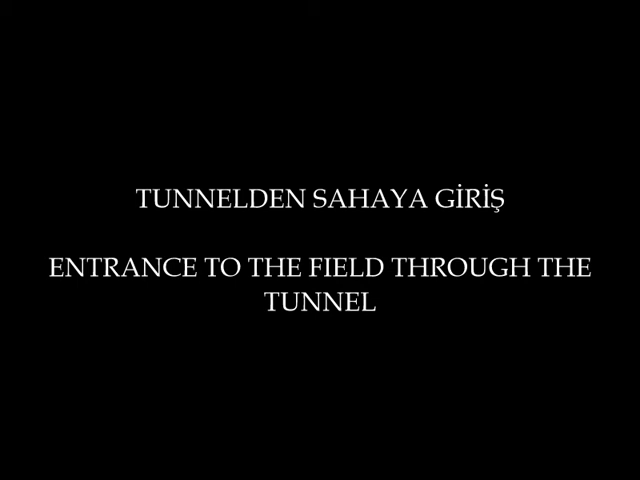 TUNNELDEN SAHAYA GİRİŞ
ENTRANCE TO THE FIELD THROUGH THE
TUNNEL